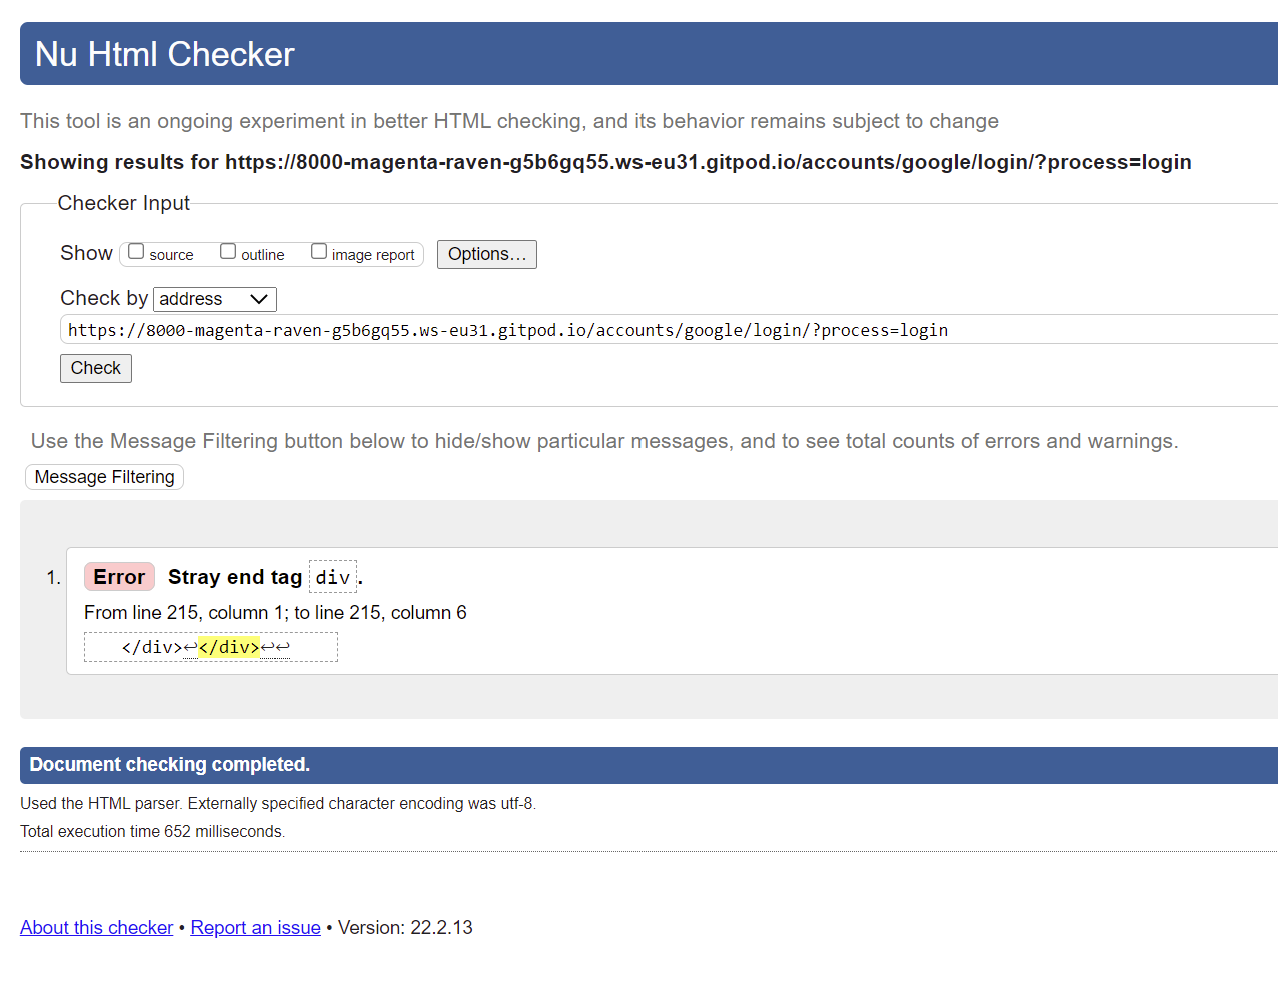 Nu Html Checker
This tool is an ongoing experiment in better HTML checking, and its behavior remains subject to change
Showing results for https://8000-magenta-raven-g5b6gq55.ws-eu31.gitpod.io/accounts/google/login/?process=login
Checker Input
Show source outline image report Options...
Check by address
https://8000-magenta-raven-g5b6gq55.ws-eu31.gitpod.io/accounts/google/login/?process=login
Check
Use the Message Filtering button below to hide/show particular messages, and to see total counts of errors and warnings.
Message Filtering
1. Error Stray end tag div.
From line 215, column 1; to line 215, column 6
</div>↩</div>↩↩
Document checking completed.
Used the HTML parser. Externally specified character encoding was utf-8.
Total execution time 652 milliseconds.
About this checker • Report an issue • Version: 22.2.13